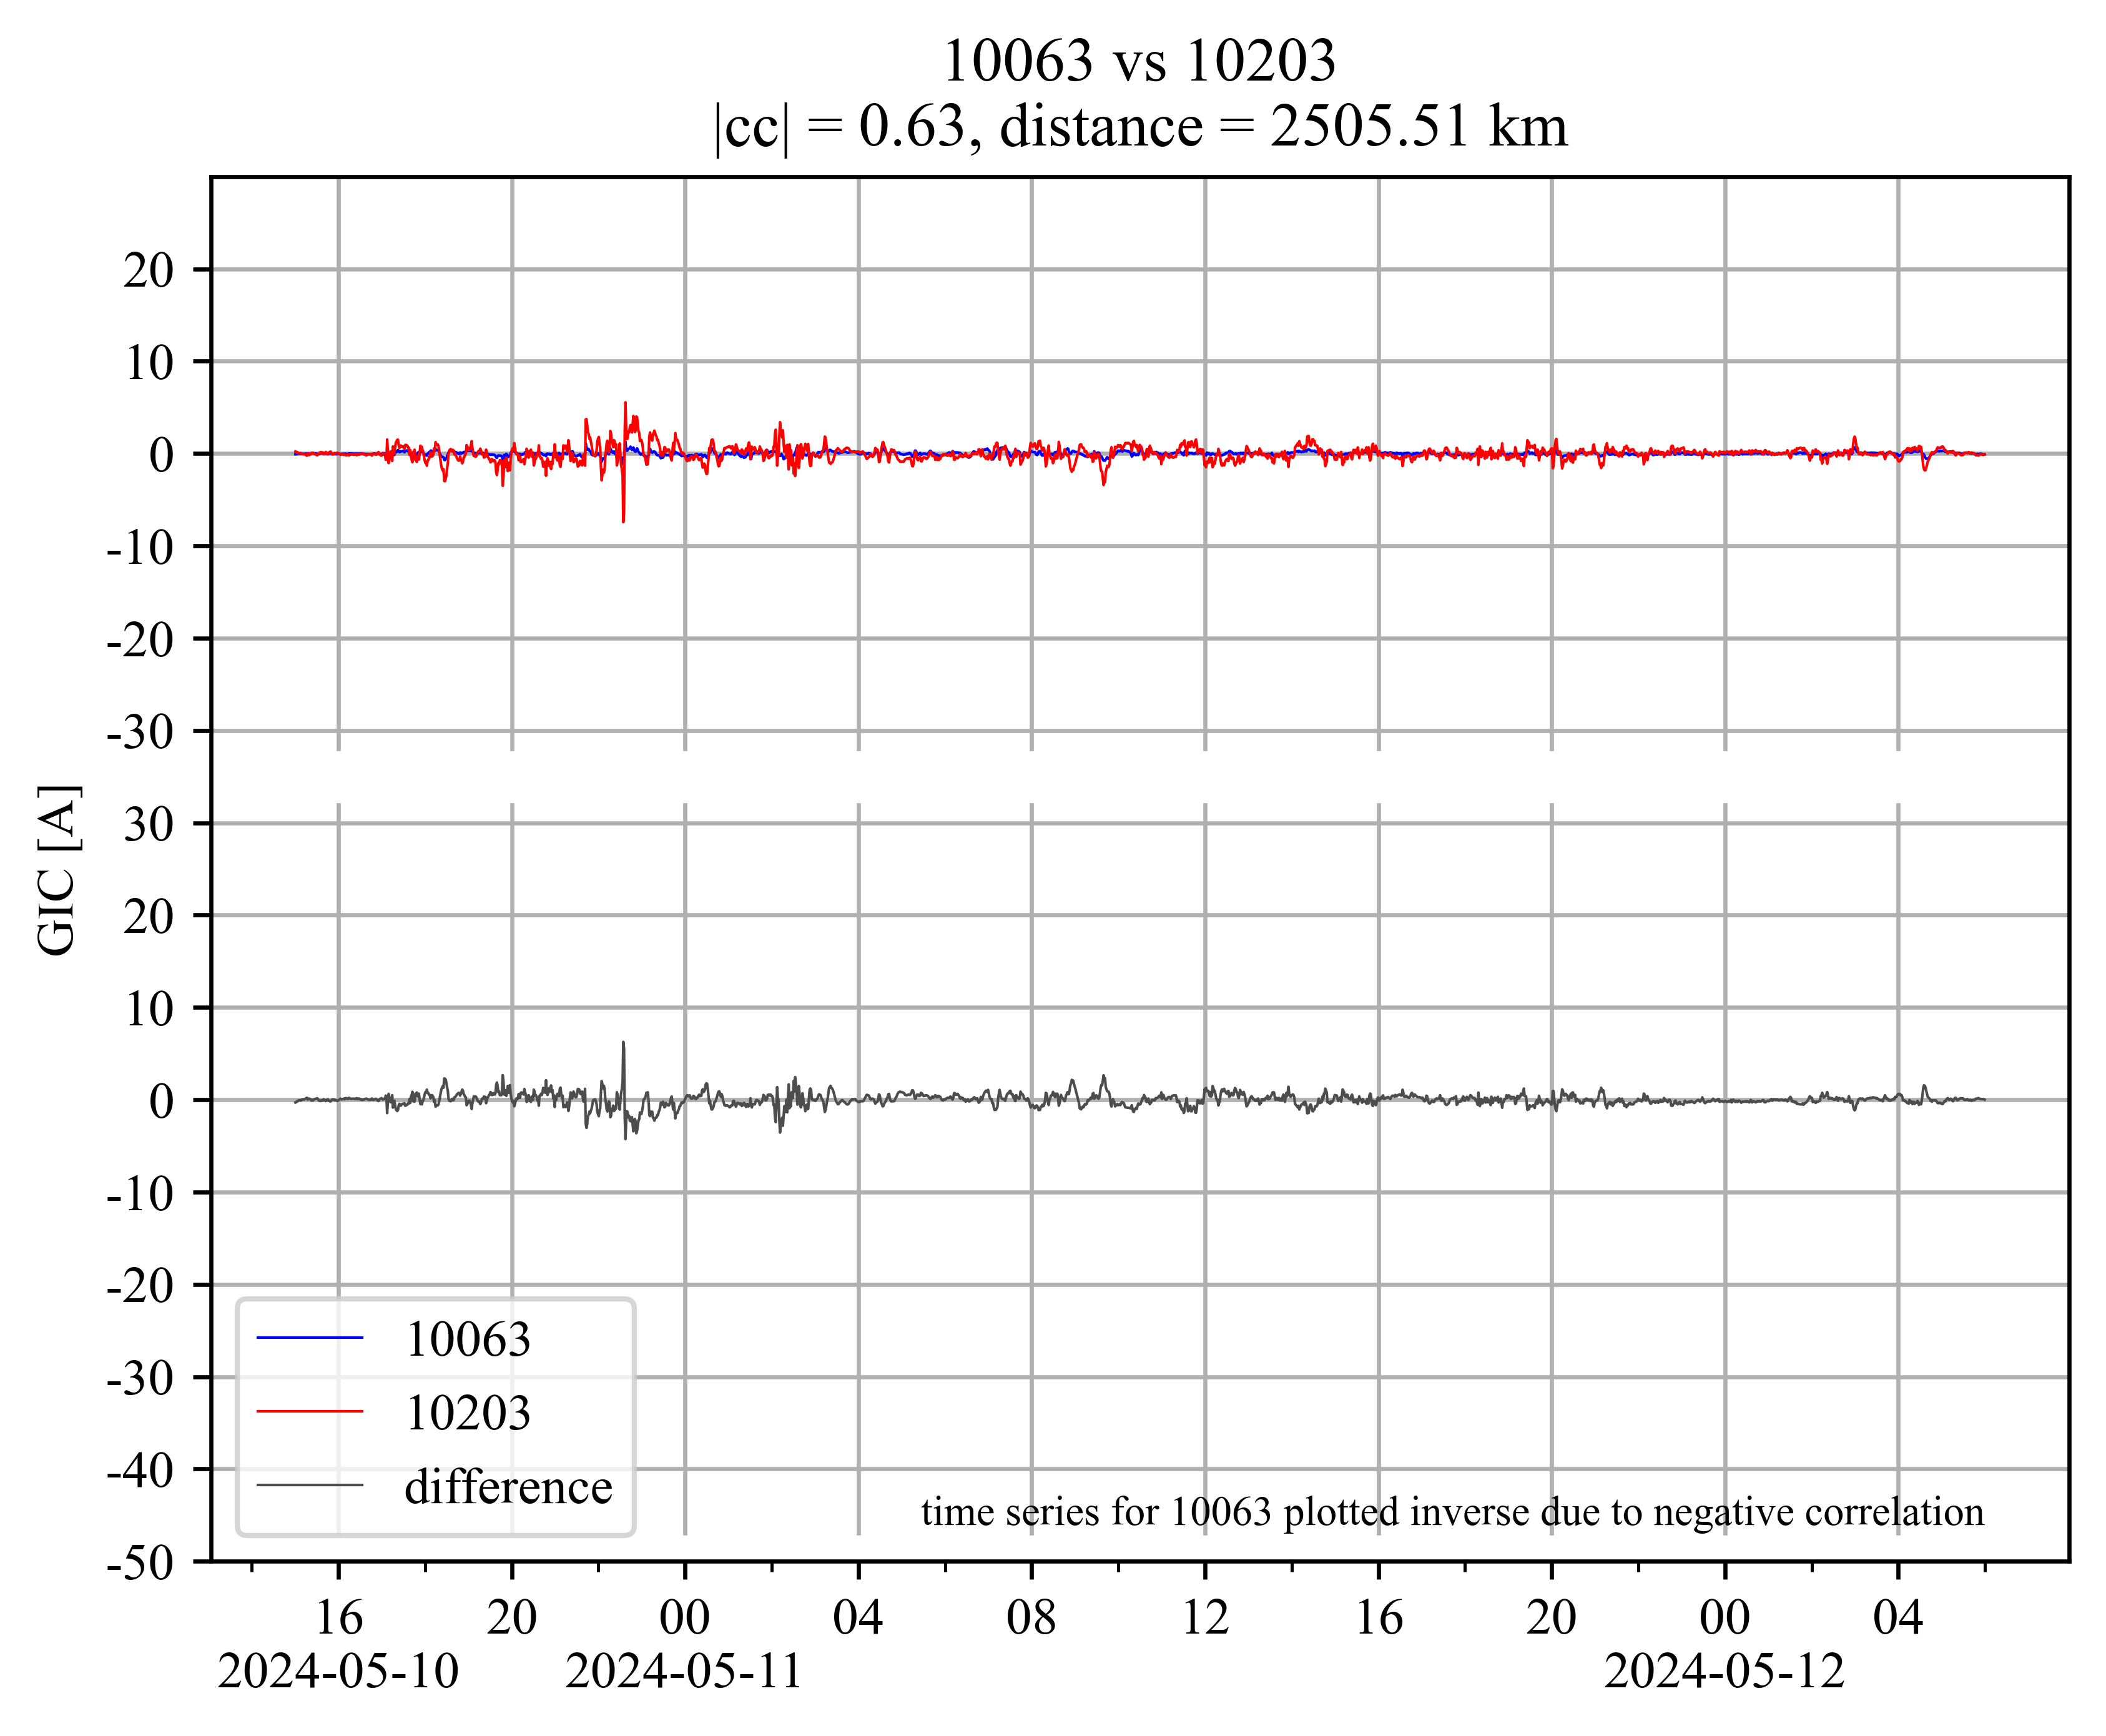 10063 vs 10203
|cc| = 0.63, distance = 2505.51 km
GIC [A]
20
10
0
-10
-20
-30
30
20
10
0
-10
-20
-30
-40
-50
10063
10203
difference
time series for 10063 plotted inverse due to negative correlation
16 20 00 04 08 12 16 20 00 04
2024-05-10 2024-05-11 2024-05-12